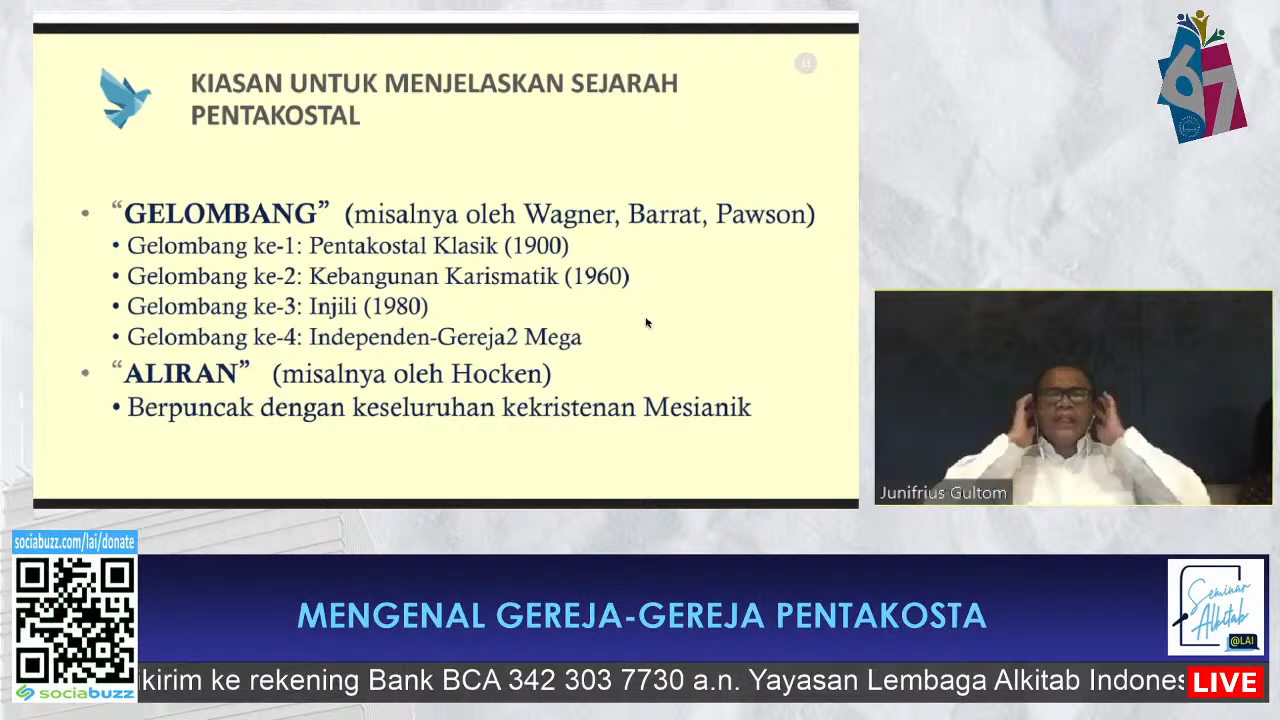 KIASAN UNTUK MENJELASKAN SEJARAH
PENTAKOSTAL
• “GELOMBANG” (misalnya oleh Wagner, Barrat, Pawson)
• Gelombang ke-1: Pentakostal Klasik (1900)
• Gelombang ke-2: Kebangunan Karismatik (1960)
• Gelombang ke-3: Injili (1980)
• Gelombang ke-4: Independen-Gereja2 Mega
• “ALIRAN” (misalnya oleh Hocken)
• Berpuncak dengan keseluruhan kekristenan Mesianik
LL
67
Junifrius Gultom
sociabuzz.com/lai/donate
sociabuzz
MENGENAL GEREJA-GEREJA PENTAKOSTA
Seminar
Alkitab
@LAI
kirim ke rekening Bank BCA 342 303 7730 a.n. Yayasan Lembaga Alkitab Indones
LIVE